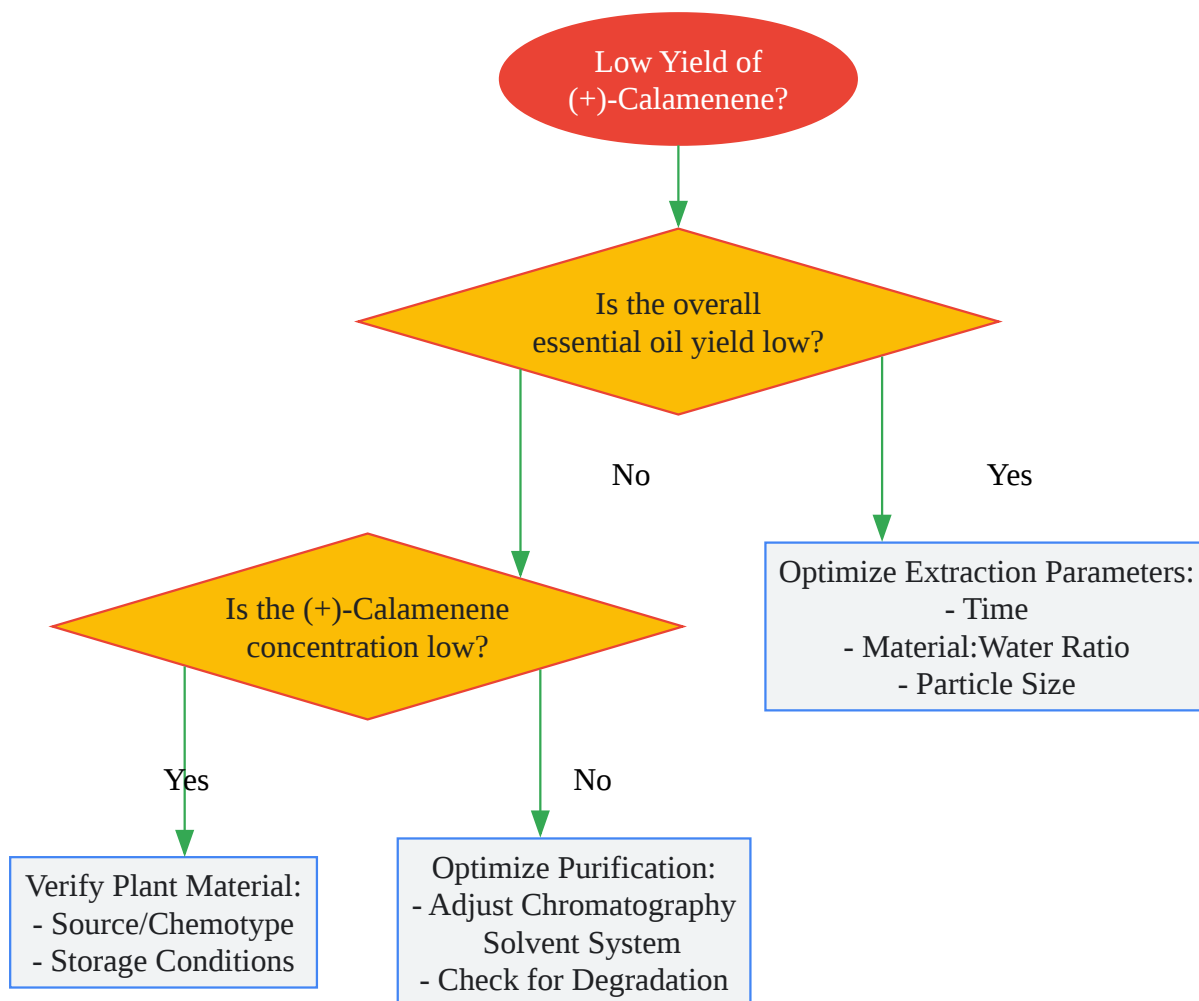 Low Yield of
(+)-Calamenene?
Is the overall
essential oil yield low?
No
Yes
Optimize Extraction Parameters:
- Time
- Material:Water Ratio
- Particle Size
Is the (+)-Calamenene
concentration low?
Yes
No
Verify Plant Material:
- Source/Chemotype
- Storage Conditions
Optimize Purification:
- Adjust Chromatography
Solvent System
- Check for Degradation